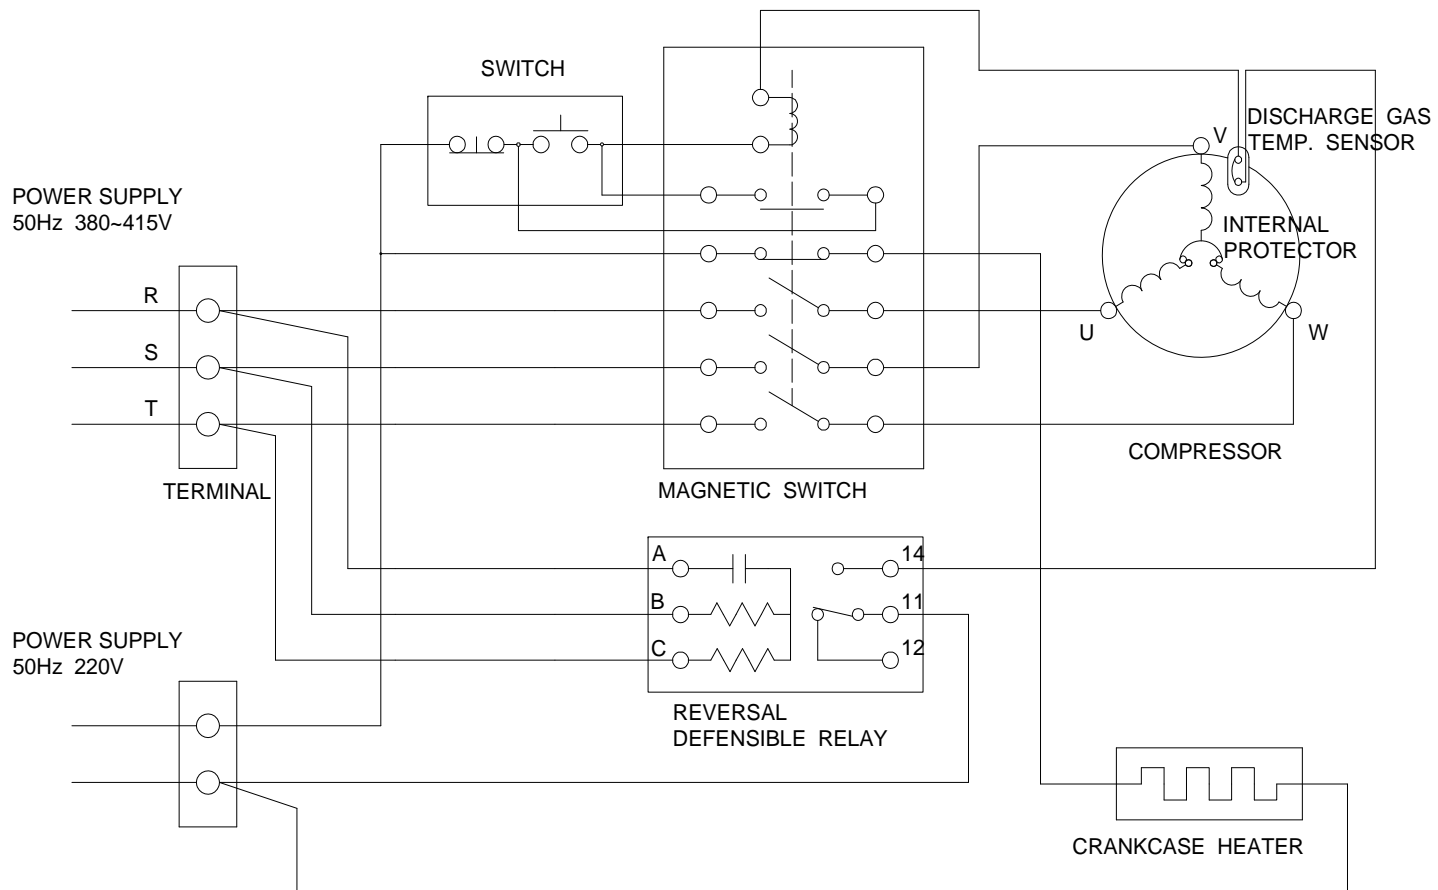 SWITCH
DISCHARGE GAS
TEMP. SENSOR
V
POWER SUPPLY
50Hz 380~415V
INTERNAL
PROTECTOR
R
U
W
S
T
COMPRESSOR
TERMINAL
MAGNETIC SWITCH
A
14
B
11
C
12
POWER SUPPLY
50Hz 220V
REVERSAL
DEFENSIBLE RELAY
CRANKCASE HEATER